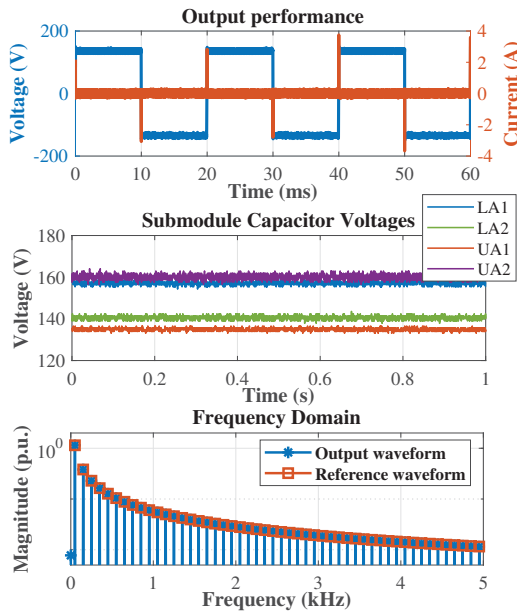 Output performance
200
0
-200
Voltage (V)
4
2
0
-2
-4
Current (A)
0 10 20 30 40 50 60
Time (ms)
LA1
LA2
UA1
UA2
Submodule Capacitor Voltages
180
160
140
120
Voltage (V)
0 0.2 0.4 0.6 0.8 1
Time (s)
Frequency Domain
10^0
Magnitude (p.u.)
Output waveform
Reference waveform
0 1 2 3 4 5
Frequency (kHz)